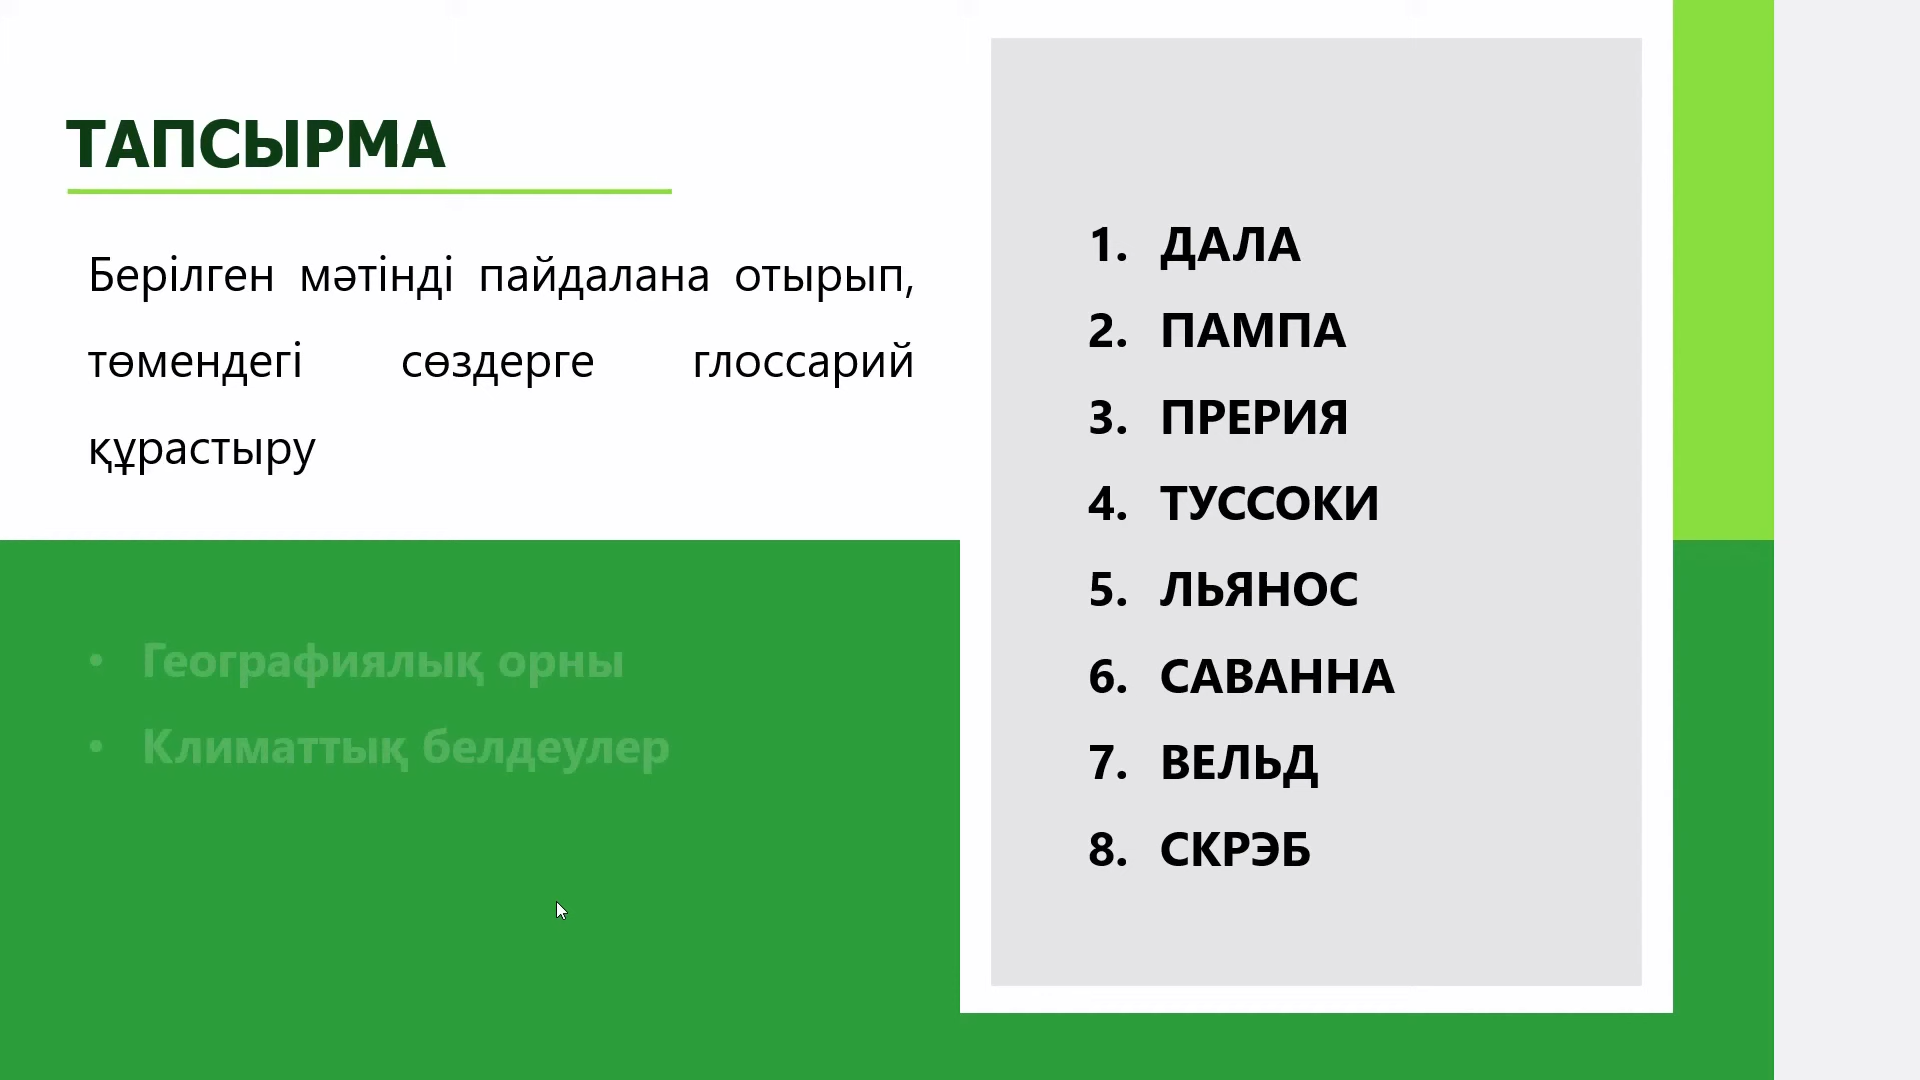 ТАПСЫРМА
Берілген мәтінді пайдалана отырып,
төмендегі сөздерге глоссарий
құрастыру
• Географиялық орны
• Климаттық белдеулер
1. ДАЛА
2. ПАМПА
3. ПРЕРИЯ
4. ТУССОКИ
5. ЛЬЯНОС
6. САВАННА
7. ВЕЛЬД
8. СКРЭБ